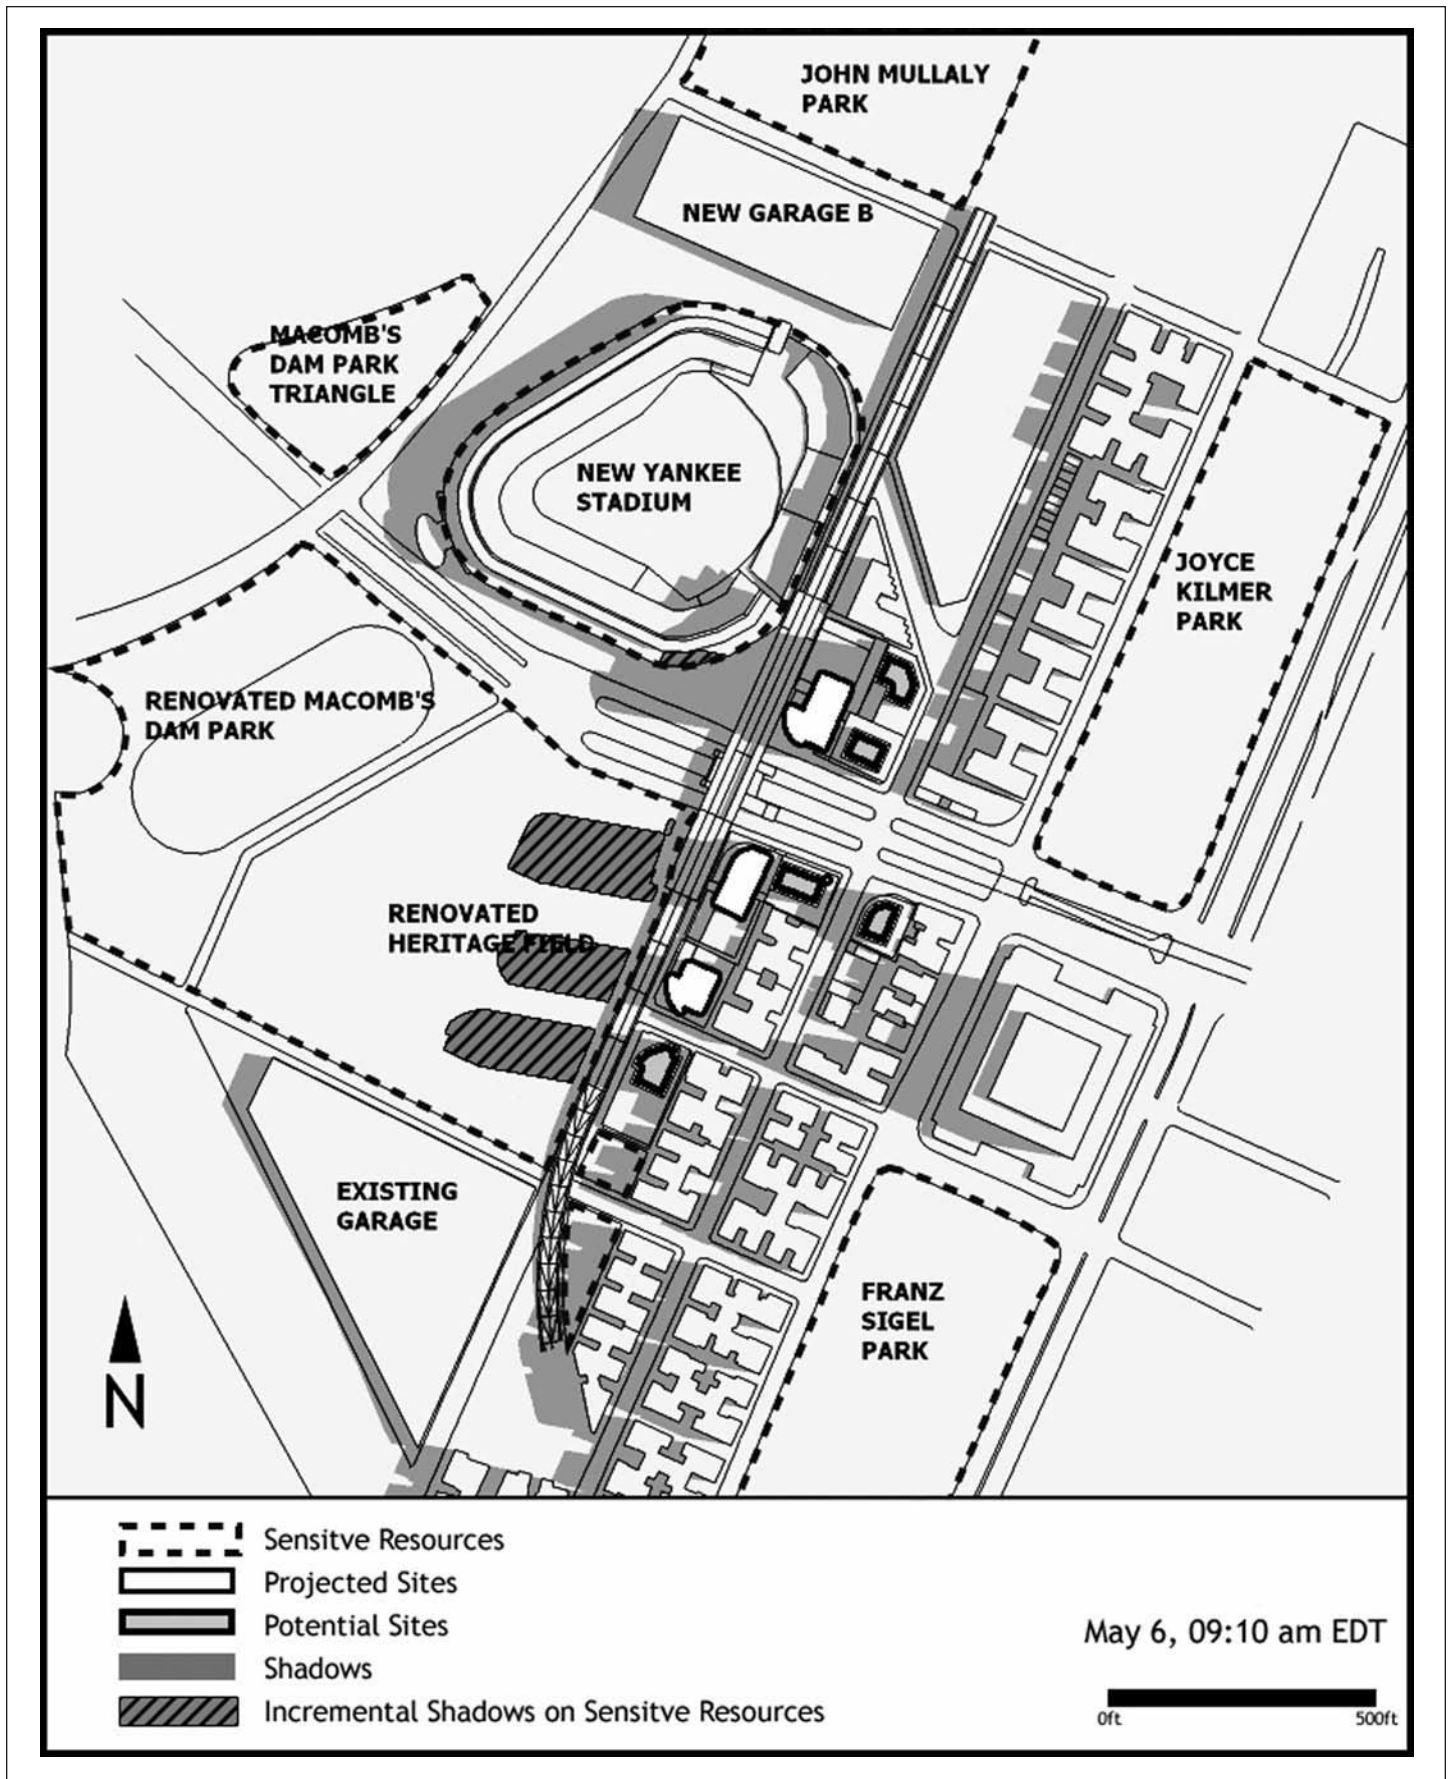 JOHN MULLALY
PARK
NEW GARAGE B
MACOMB'S
DAM PARK
TRIANGLE
NEW YANKEE
STADIUM
JOYCE
KILMER
PARK
RENOVATED MACOMB'S
DAM PARK
RENOVATED
HERITAGE FIELD
EXISTING
GARAGE
FRANZ
SIGEL
PARK
N
Sensitve Resources
Projected Sites
Potential Sites
Shadows
Incremental Shadows on Sensitve Resources
May 6, 09:10 am EDT
0ft 500ft